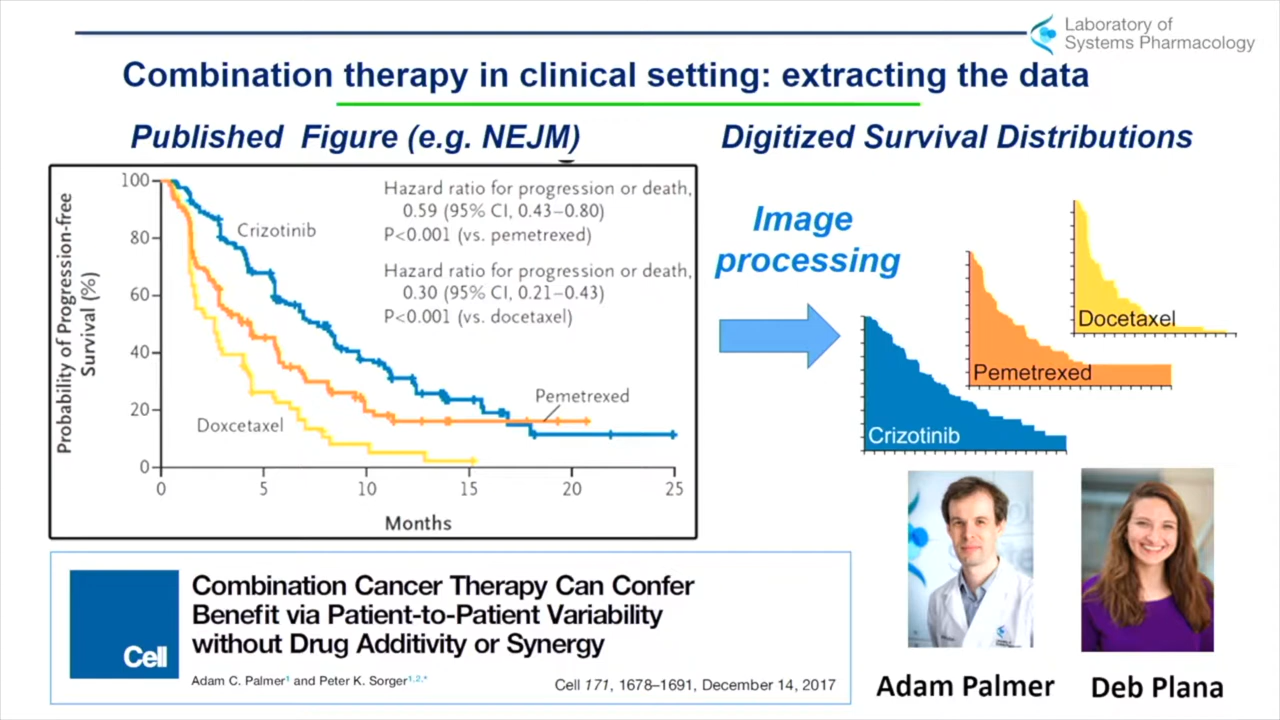 Laboratory of
Systems Pharmacology
Combination therapy in clinical setting: extracting the data
Published Figure (e.g. NEJM)
Digitized Survival Distributions
Probability of Progression-free
Survival (%)
100
80
60
40
20
0
0 5 10 15 20 25
Months
Crizotinib
Doxcetaxel
Pemetrexed
Hazard ratio for progression or death,
0.59 (95% CI, 0.43–0.80)
P<0.001 (vs. pemetrexed)
Hazard ratio for progression or death,
0.30 (95% CI, 0.21–0.43)
P<0.001 (vs. docetaxel)
Image
processing
Docetaxel
Pemetrexed
Crizotinib
Cell
Combination Cancer Therapy Can Confer
Benefit via Patient-to-Patient Variability
without Drug Additivity or Synergy
Adam C. Palmer¹ and Peter K. Sorger¹,²,*
Cell 171, 1678–1691, December 14, 2017
Adam Palmer
Deb Plana